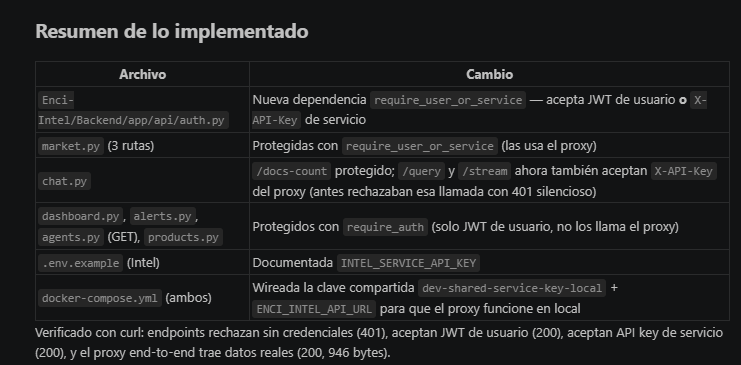 Resumen de lo implementado
Archivo Cambio
Enci-
Intel/Backend/app/api/auth.py
Nueva dependencia require_user_or_service — acepta JWT de usuario o X-
API-Key de servicio
market.py (3 rutas) Protegidas con require_user_or_service (las usa el proxy)
chat.py
/docs-count protegido; /query y /stream ahora también aceptan X-API-Key
del proxy (antes rechazaban esa llamada con 401 silencioso)
dashboard.py, alerts.py,
agents.py (GET), products.py
Protegidos con require_auth (solo JWT de usuario, no los llama el proxy)
.env.example (Intel) Documentada INTEL_SERVICE_API_KEY
docker-compose.yml (ambos)
Wireada la clave compartida dev-shared-service-key-local +
ENCI_INTEL_API_URL para que el proxy funcione en local
Verificado con curl: endpoints rechazan sin credenciales (401), aceptan JWT de usuario (200), aceptan API key de servicio
(200), y el proxy end-to-end trae datos reales (200, 946 bytes).